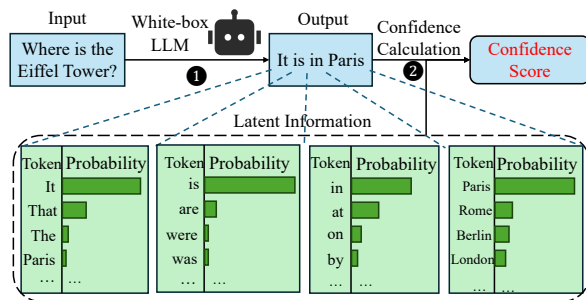 Input
White-box
LLM
Output
Confidence
Calculation
Where is the
Eiffel Tower?
It is in Paris
Confidence
Score
1
2
Latent Information
Token Probability
It
That
The
Paris
... ...
Token Probability
is
are
were
was
... ...
Token Probability
in
at
on
by
... ...
Token Probability
Paris
Rome
Berlin
London
... ...